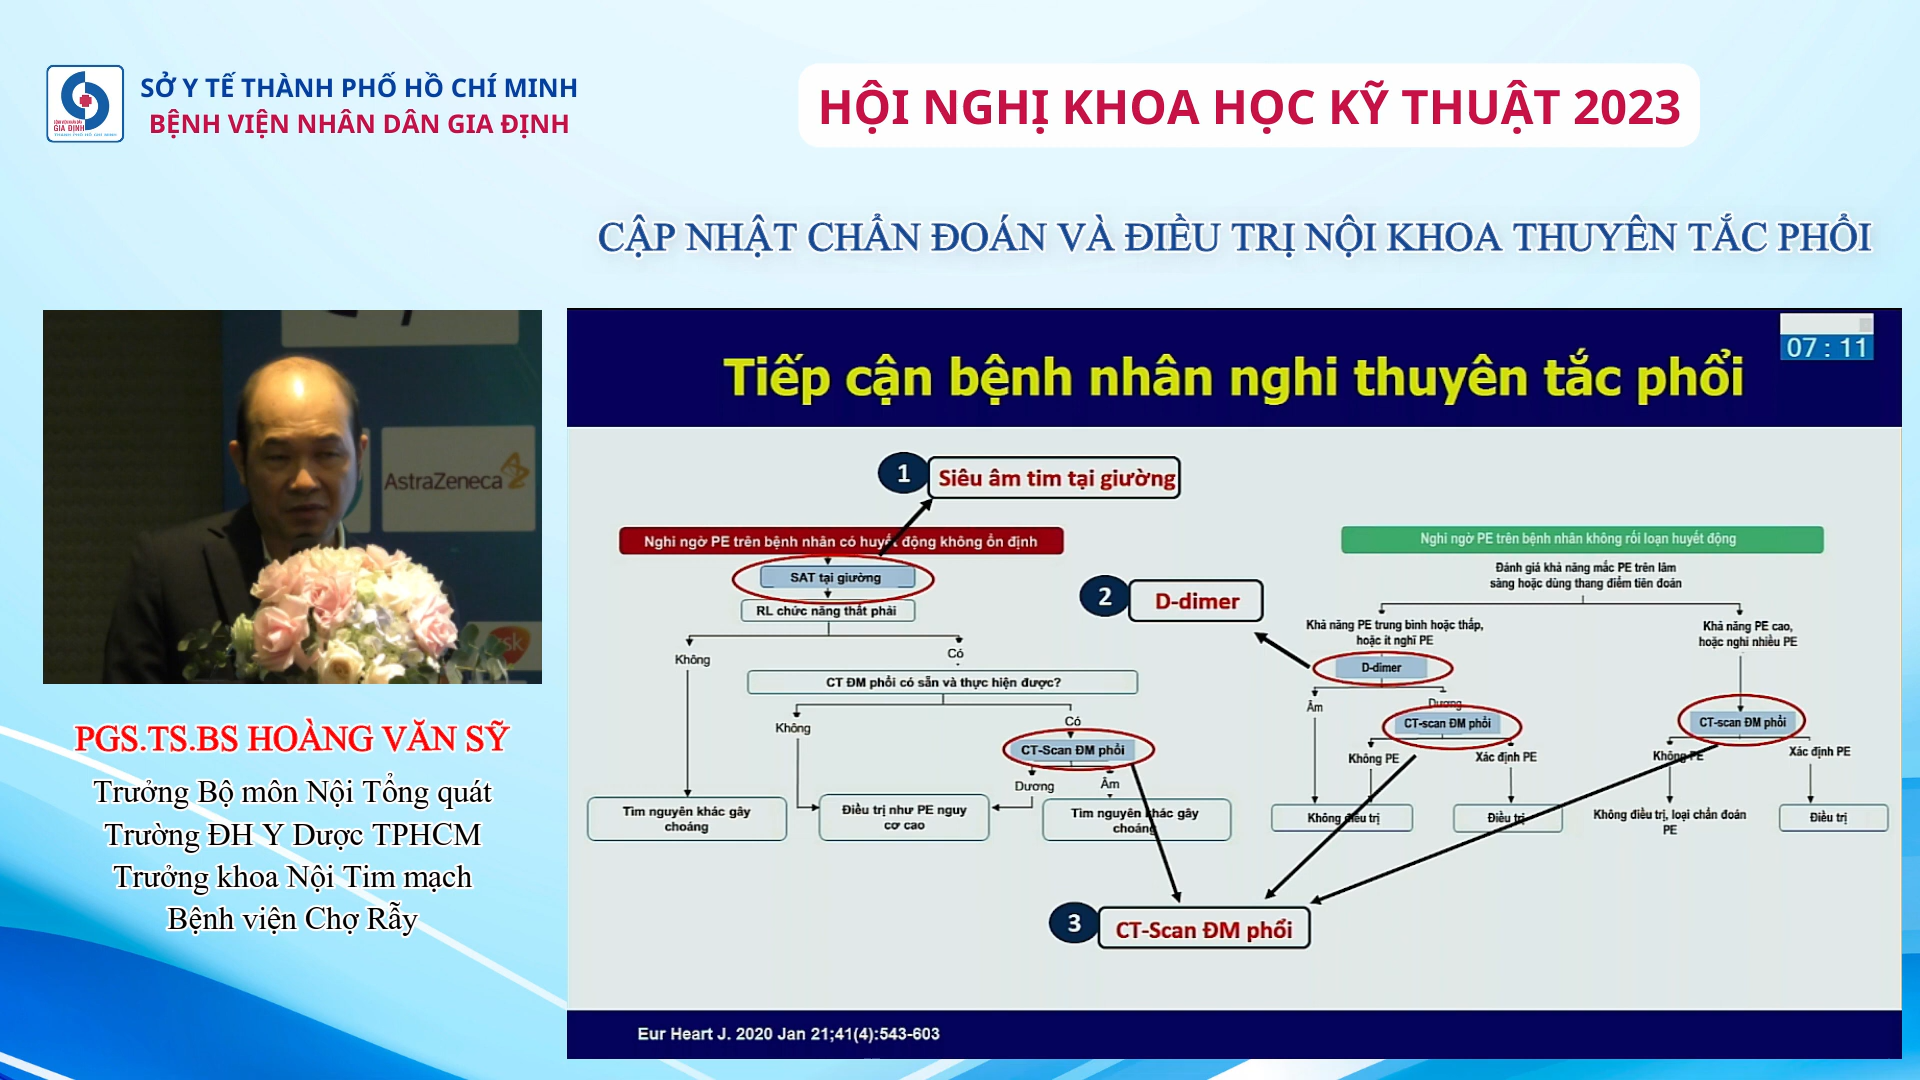 SỞ Y TẾ THÀNH PHỐ HỒ CHÍ MINH
BỆNH VIỆN NHÂN DÂN GIA ĐỊNH
GIA ĐỊNH
HỘI NGHỊ KHOA HỌC KỸ THUẬT 2023
CẬP NHẬT CHẨN ĐOÁN VÀ ĐIỀU TRỊ NỘI KHOA THUYÊN TẮC PHỔI
AstraZeneca
sk
PGS.TS.BS HOÀNG VĂN SỸ
Trưởng Bộ môn Nội Tổng quát
Trường ĐH Y Dược TPHCM
Trưởng khoa Nội Tim mạch
Bệnh viện Chợ Rẫy
07 : 11
Tiếp cận bệnh nhân nghi thuyên tắc phổi
1
Siêu âm tim tại giường
Nghi ngờ PE trên bệnh nhân có huyết động không ổn định
SAT tại giường
RL chức năng thất phải
Không
Có
CT ĐM phổi có sẵn và thực hiện được?
Không
Có
CT-Scan ĐM phổi
Dương
Âm
Tìm nguyên khác gây
choáng
Điều trị như PE nguy
cơ cao
Tìm nguyên khác gây
choáng
2
D-dimer
Nghi ngờ PE trên bệnh nhân không rối loạn huyết động
Đánh giá khả năng mắc PE trên lâm
sàng hoặc dùng thang điểm tiên đoán
Khả năng PE trung bình hoặc thấp,
hoặc ít nghĩ PE
Khả năng PE cao,
hoặc nghi nhiều PE
D-dimer
Âm
Dương
CT-scan ĐM phổi
CT-scan ĐM phổi
Không PE
Xác định PE
Không PE
Xác định PE
Không điều trị
Điều trị
Không điều trị, loại chẩn đoán
PE
Điều trị
3
CT-Scan ĐM phổi
Eur Heart J. 2020 Jan 21;41(4):543-603